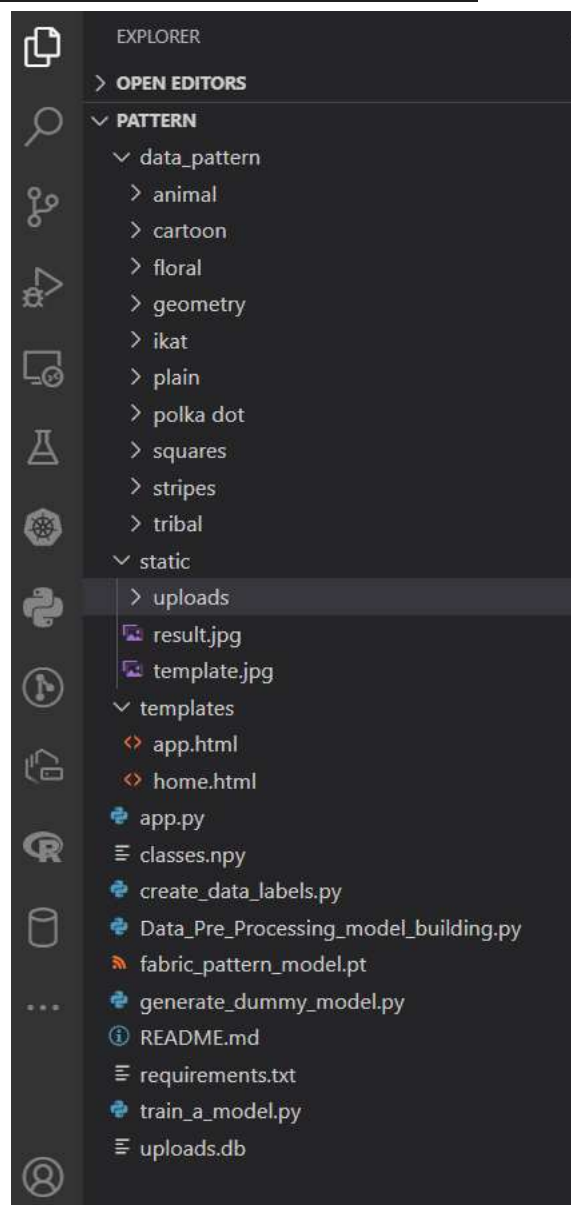 EXPLORER
OPEN EDITORS
PATTERN
data_pattern
animal
cartoon
floral
geometry
ikat
plain
polka dot
squares
stripes
tribal
static
uploads
result.jpg
template.jpg
templates
app.html
home.html
app.py
classes.npy
create_data_labels.py
Data_Pre_Processing_model_building.py
fabric_pattern_model.pt
generate_dummy_model.py
README.md
requirements.txt
train_a_model.py
uploads.db